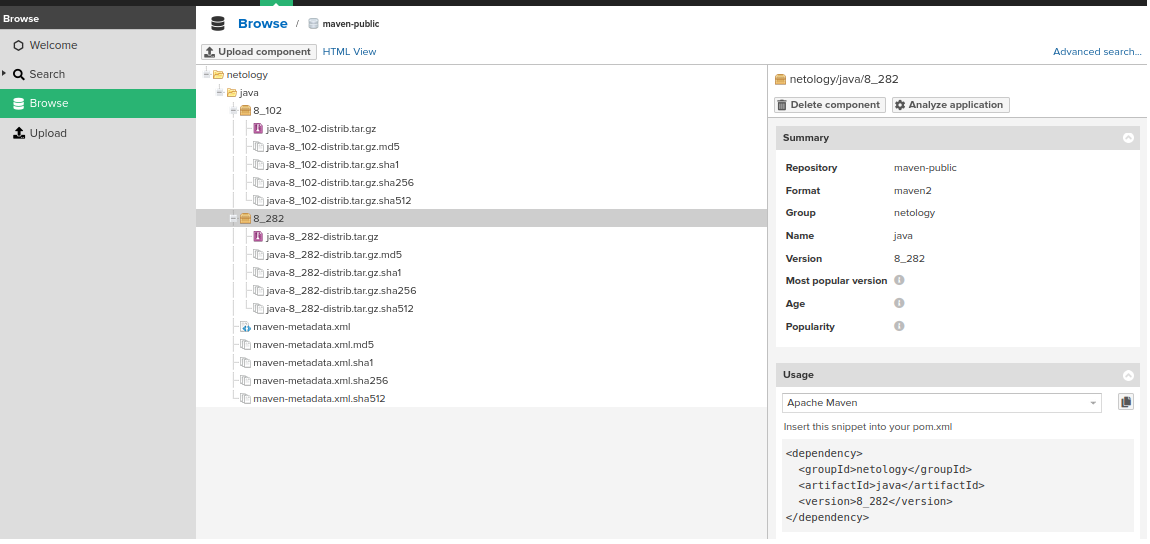 Browse
Welcome
Search
Browse
Upload
Browse / maven-public
Upload component HTML View
Advanced search...
netology
java
8_102
java-8_102-distrib.tar.gz
java-8_102-distrib.tar.gz.md5
java-8_102-distrib.tar.gz.sha1
java-8_102-distrib.tar.gz.sha256
java-8_102-distrib.tar.gz.sha512
8_282
java-8_282-distrib.tar.gz
java-8_282-distrib.tar.gz.md5
java-8_282-distrib.tar.gz.sha1
java-8_282-distrib.tar.gz.sha256
java-8_282-distrib.tar.gz.sha512
maven-metadata.xml
maven-metadata.xml.md5
maven-metadata.xml.sha1
maven-metadata.xml.sha256
maven-metadata.xml.sha512
netology/java/8_282
Delete component Analyze application
Summary
Repository maven-public
Format maven2
Group netology
Name java
Version 8_282
Most popular version
Age
Popularity
Usage
Apache Maven
Insert this snippet into your pom.xml
<dependency>
  <groupId>netology</groupId>
  <artifactId>java</artifactId>
  <version>8_282</version>
</dependency>